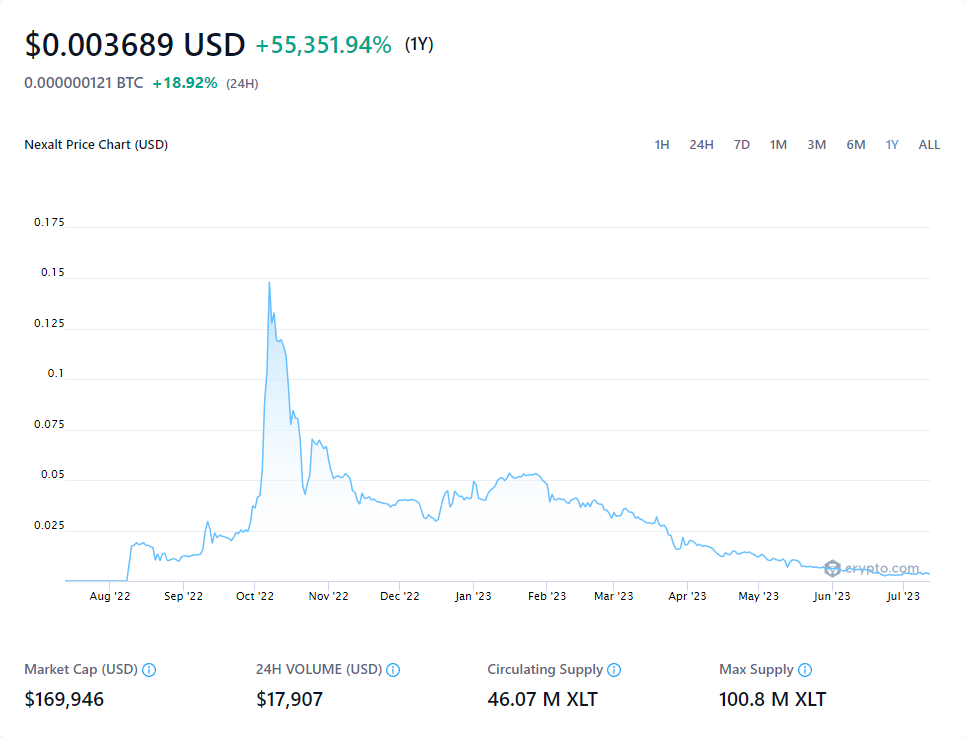 $0.003689 USD +55,351.94% (1Y)
0.000000121 BTC +18.92% (24H)
Nexalt Price Chart (USD) 1H 24H 7D 1M 3M 6M 1Y ALL
0.175
0.15
0.125
0.1
0.075
0.05
0.025
crypto.com
Aug '22 Sep '22 Oct '22 Nov '22 Dec '22 Jan '23 Feb '23 Mar '23 Apr '23 May '23 Jun '23 Jul '23
Market Cap (USD) 24H VOLUME (USD) Circulating Supply Max Supply
$169,946 $17,907 46.07 M XLT 100.8 M XLT